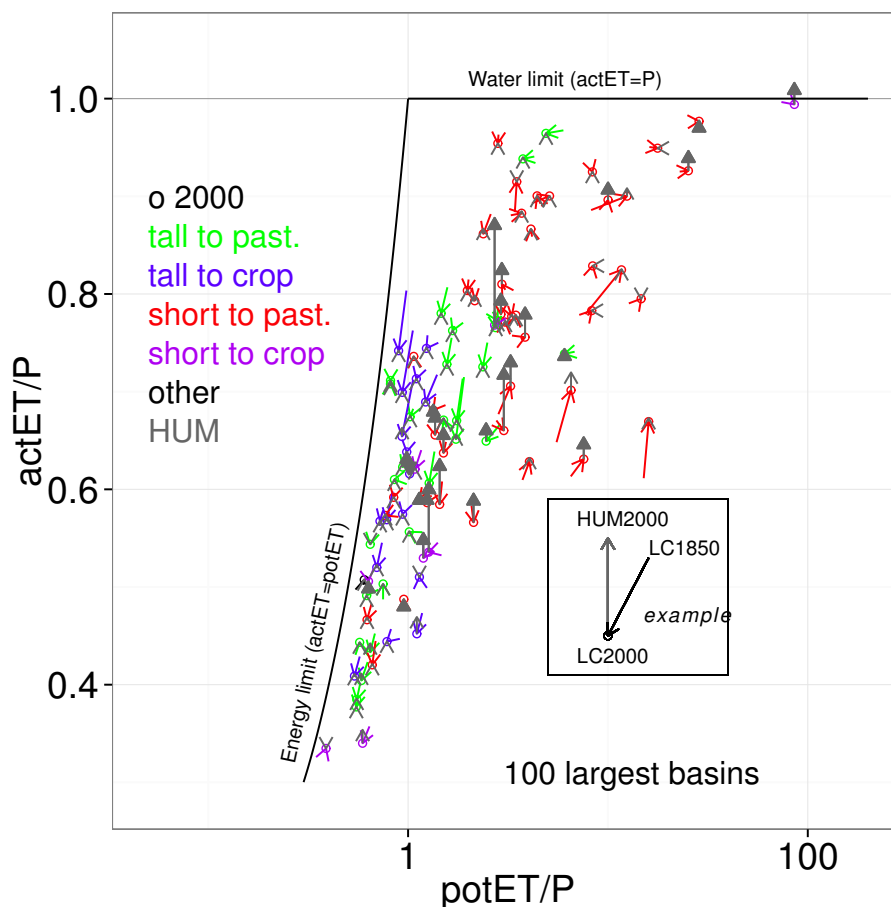 Water limit (actET=P)
1.0
o 2000
tall to past.
tall to crop
short to past.
short to crop
other
HUM
0.8
0.6
0.4
actET/P
Energy limit (actET=potET)
HUM2000
LC1850
example
LC2000
100 largest basins
1
100
potET/P